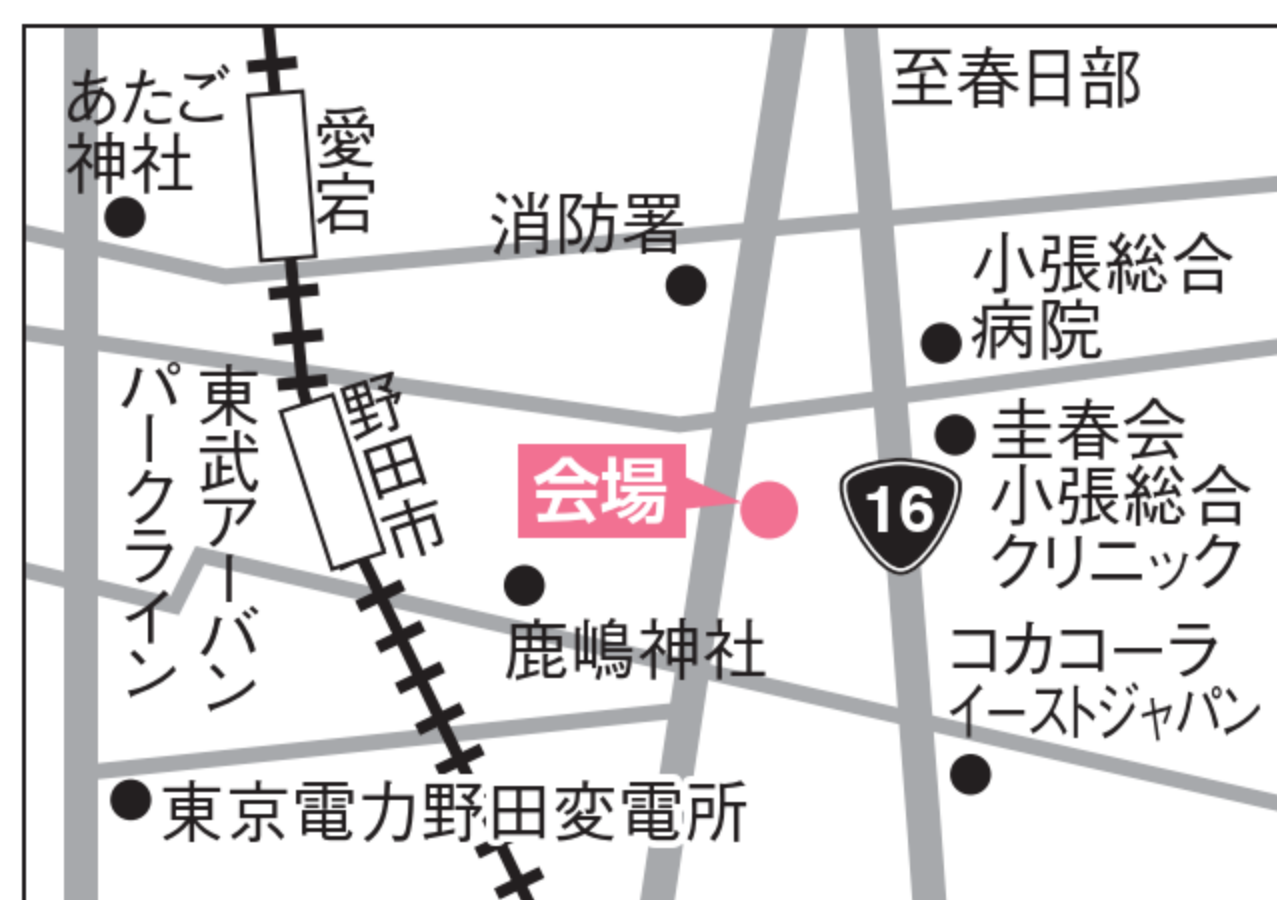 至春日部
あたご
神社
愛宕
消防署
小張総合
病院
東武アーバン
パークライン
野田市
会場
16
圭春会
小張総合
クリニック
鹿嶋神社
コカコーラ
イーストジャパン
東京電力野田変電所